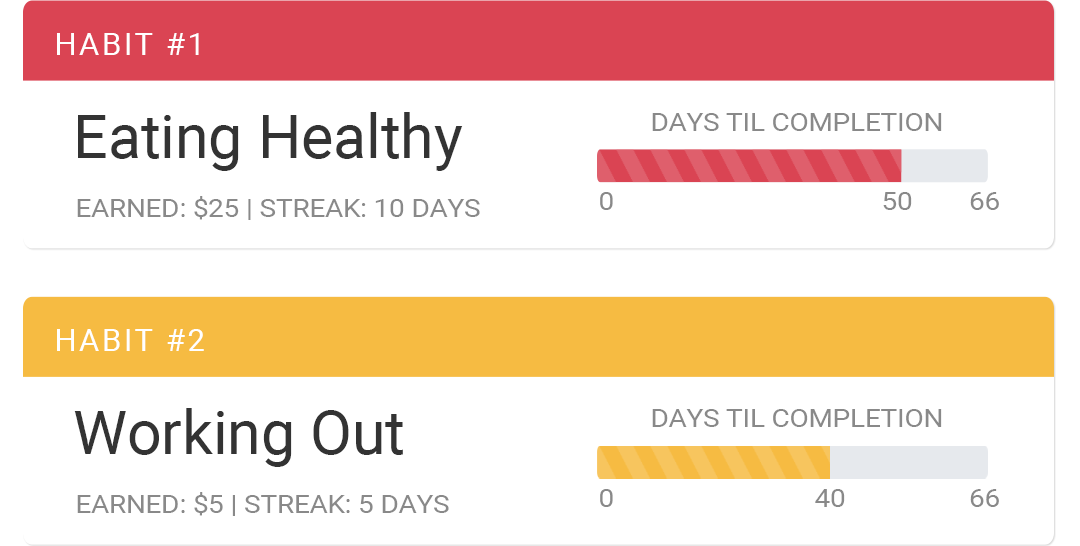 HABIT #1
Eating Healthy
EARNED: $25 | STREAK: 10 DAYS
DAYS TIL COMPLETION
0 50 66
HABIT #2
Working Out
EARNED: $5 | STREAK: 5 DAYS
DAYS TIL COMPLETION
0 40 66